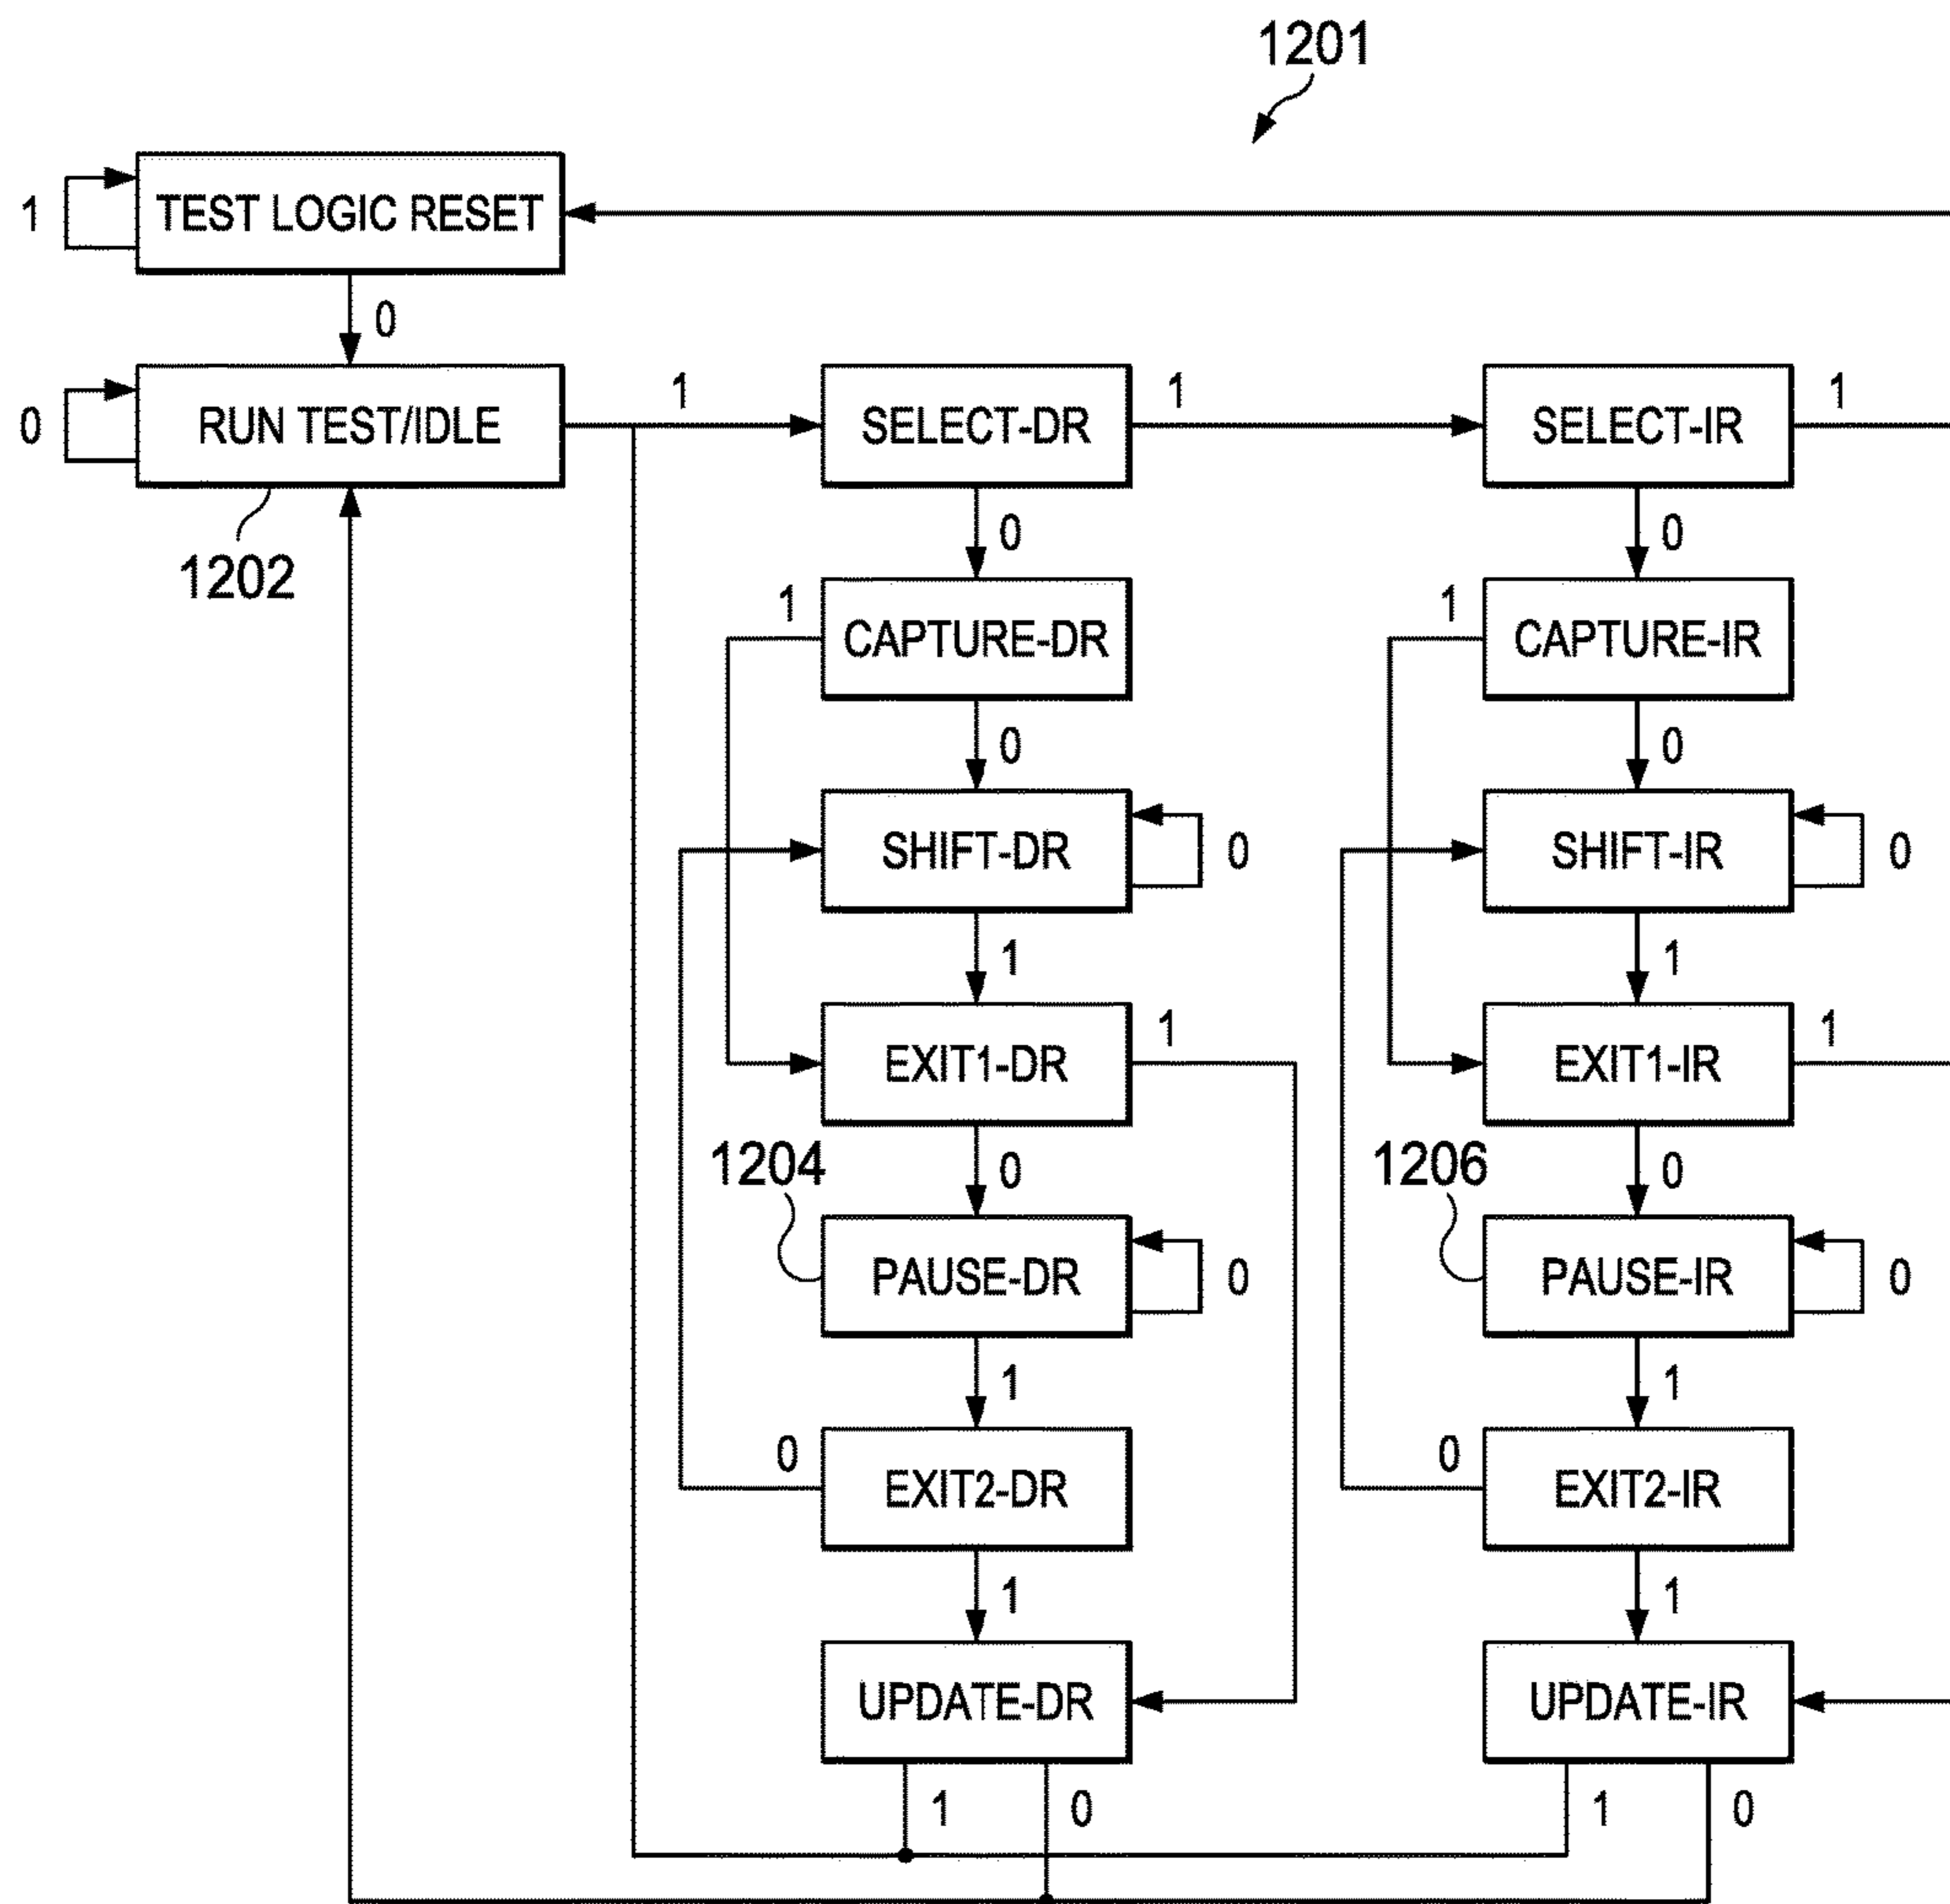 1201
1 TEST LOGIC RESET
0
0 RUN TEST/IDLE 1 SELECT-DR 1 SELECT-IR 1
1202
0 0
1 CAPTURE-DR 1 CAPTURE-IR
0 0
SHIFT-DR 0 SHIFT-IR 0
1 1
EXIT1-DR 1 EXIT1-IR 1
1204 0 1206 0
PAUSE-DR 0 PAUSE-IR 0
1 1
0 EXIT2-DR 0 EXIT2-IR
1 1
UPDATE-DR UPDATE-IR
1 0 1 0